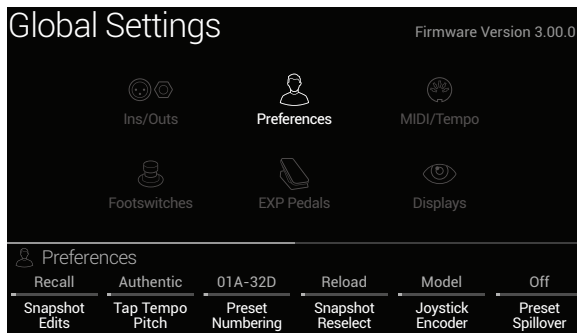 Global Settings
Firmware Version 3.00.0
Ins/Outs
Preferences
MIDI/Tempo
Footswitches
EXP Pedals
Displays
Preferences
Recall
Authentic
01A-32D
Reload
Model
Off
Snapshot
Edits
Tap Tempo
Pitch
Preset
Numbering
Snapshot
Reselect
Joystick
Encoder
Preset
Spillover